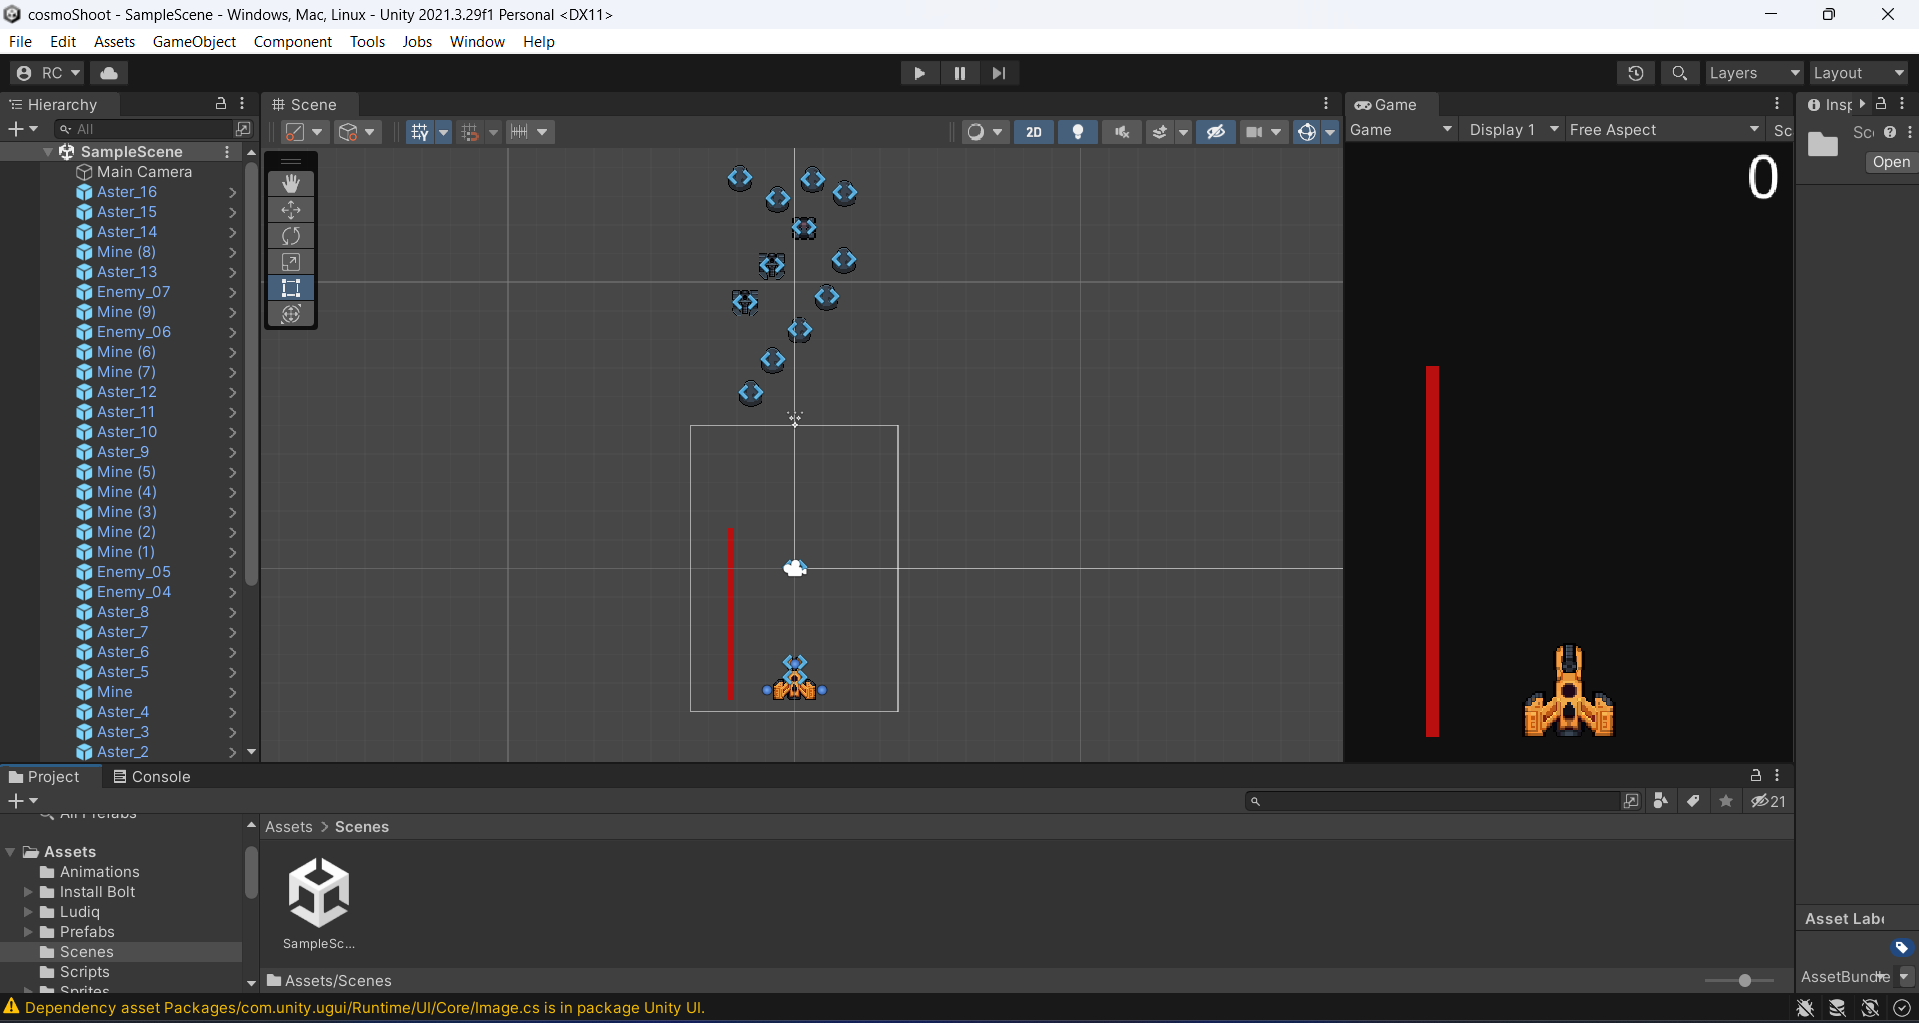 cosmoShoot - SampleScene - Windows, Mac, Linux - Unity 2021.3.29f1 Personal <DX11>
File Edit Assets GameObject Component Tools Jobs Window Help
RC Layers Layout
Hierarchy
All
SampleScene
Main Camera
Aster_16
Aster_15
Aster_14
Mine (8)
Aster_13
Enemy_07
Mine (9)
Enemy_06
Mine (6)
Mine (7)
Aster_12
Aster_11
Aster_10
Aster_9
Mine (5)
Mine (4)
Mine (3)
Mine (2)
Mine (1)
Enemy_05
Enemy_04
Aster_8
Aster_7
Aster_6
Aster_5
Mine
Aster_4
Aster_3
Aster_2
Scene
2D
Game
Game Display 1 Free Aspect Sc
0
Insp
Sc
Open
Project Console
21
All Prefabs
Assets
Animations
Install Bolt
Ludiq
Prefabs
Scenes
Scripts
Sprites
Assets > Scenes
SampleSc...
Assets/Scenes
Asset Labe
AssetBundle
Dependency asset Packages/com.unity.ugui/Runtime/UI/Core/Image.cs is in package Unity UI.